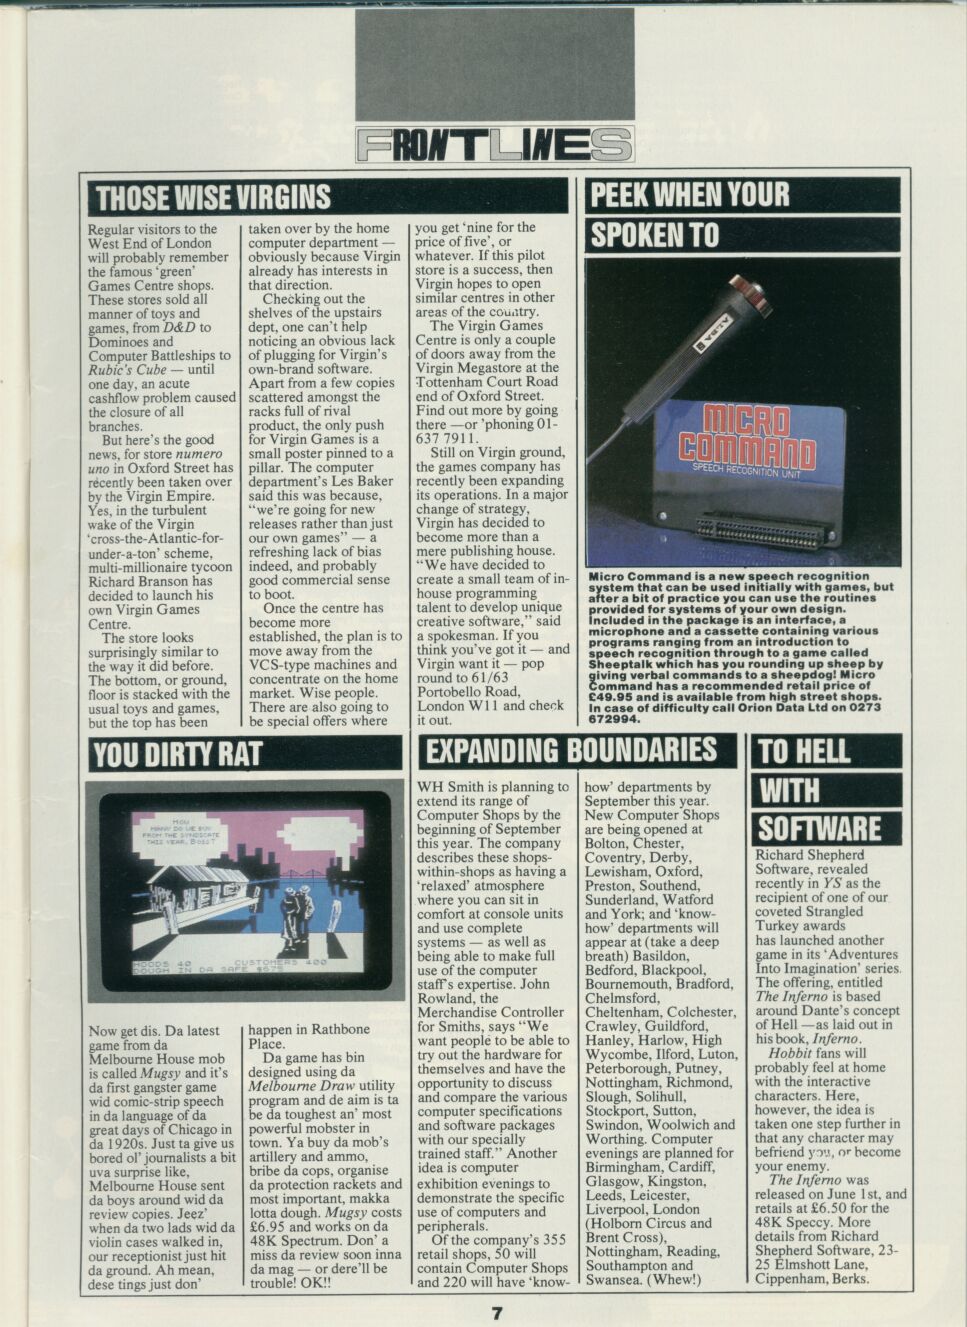 FRONTLINES
THOSE WISE VIRGINS
Regular visitors to the
West End of London
will probably remember
the famous ‘green’
Games Centre shops.
These stores sold all
manner of toys and
games, from D&D to
Dominoes and
Computer Battleships to
Rubic's Cube — until
one day, an acute
cashflow problem caused
the closure of all
branches.
But here's the good
news, for store numero
uno in Oxford Street has
recently been taken over
by the Virgin Empire.
Yes, in the turbulent
wake of the Virgin
‘cross-the-Atlantic-for-
under-a-ton’ scheme,
multi-millionaire tycoon
Richard Branson has
decided to launch his
own Virgin Games
Centre.
The store looks
surprisingly similar to
the way it did before.
The bottom, or ground,
floor is stacked with the
usual toys and games,
but the top has been
taken over by the home
computer department —
obviously because Virgin
already has interests in
that direction.
Checking out the
shelves of the upstairs
dept, one can't help
noticing an obvious lack
of plugging for Virgin's
own-brand software.
Apart from a few copies
scattered amongst the
racks full of rival
product, the only push
for Virgin Games is a
small poster pinned to a
pillar. The computer
department's Les Baker
said this was because,
“we're going for new
releases rather than just
our own games” — a
refreshing lack of bias
indeed, and probably
good commercial sense
to boot.
Once the centre has
become more
established, the plan is to
move away from the
VCS-type machines and
concentrate on the home
market. Wise people.
There are also going to
be special offers where
you get ‘nine for the
price of five’, or
whatever. If this pilot
store is a success, then
Virgin hopes to open
similar centres in other
areas of the country.
The Virgin Games
Centre is only a couple
of doors away from the
Virgin Megastore at the
Tottenham Court Road
end of Oxford Street.
Find out more by going
there —or 'phoning 01-
637 7911.
Still on Virgin ground,
the games company has
recently been expanding
its operations. In a major
change of strategy,
Virgin has decided to
become more than a
mere publishing house.
“We have decided to
create a small team of in-
house programming
talent to develop unique
creative software,” said
a spokesman. If you
think you've got it — and
Virgin want it — pop
round to 61/63
Portobello Road,
London W11 and check
it out.
PEEK WHEN YOUR
SPOKEN TO
ALBA
MICRO
COMMAND
SPEECH RECOGNITION UNIT
Micro Command is a new speech recognition
system that can be used initially with games, but
after a bit of practice you can use the routines
provided for systems of your own design.
Included in the package is an interface, a
microphone and a cassette containing various
programs ranging from an introduction to
speech recognition through to a game called
Sheeptalk which has you rounding up sheep by
giving verbal commands to a sheepdog! Micro
Command has a recommended retail price of
£49.95 and is available from high street shops.
In case of difficulty call Orion Data Ltd on 0273
672994.
YOU DIRTY RAT
HOW
MANY DO WE BUY
FROM THE SYNDICATE
THIS YEAR, BOSS?
HOODS 40 CUSTOMERS 400
DOUGH IN DA SAFE $675
Now get dis. Da latest
game from da
Melbourne House mob
is called Mugsy and it's
da first gangster game
wid comic-strip speech
in da language of da
great days of Chicago in
da 1920s. Just ta give us
bored ol' journalists a bit
uva surprise like,
Melbourne House sent
da boys around wid da
review copies. Jeez'
when da two lads wid da
violin cases walked in,
our receptionist just hit
da ground. Ah mean,
dese tings just don'
happen in Rathbone
Place.
Da game has bin
designed using da
Melbourne Draw utility
program and de aim is ta
be da toughest an' most
powerful mobster in
town. Ya buy da mob's
artillery and ammo,
bribe da cops, organise
da protection rackets and
most important, makka
lotta dough. Mugsy costs
£6.95 and works on da
48K Spectrum. Don' a
miss da review soon inna
da mag — or dere'll be
trouble! OK!!
EXPANDING BOUNDARIES
WH Smith is planning to
extend its range of
Computer Shops by the
beginning of September
this year. The company
describes these shops-
within-shops as having a
‘relaxed’ atmosphere
where you can sit in
comfort at console units
and use complete
systems — as well as
being able to make full
use of the computer
staff's expertise. John
Rowland, the
Merchandise Controller
for Smiths, says “We
want people to be able to
try out the hardware for
themselves and have the
opportunity to discuss
and compare the various
computer specifications
and software packages
with our specially
trained staff.” Another
idea is computer
exhibition evenings to
demonstrate the specific
use of computers and
peripherals.
Of the company's 355
retail shops, 50 will
contain Computer Shops
and 220 will have ‘know-
how’ departments by
September this year.
New Computer Shops
are being opened at
Bolton, Chester,
Coventry, Derby,
Lewisham, Oxford,
Preston, Southend,
Sunderland, Watford
and York; and ‘know-
how’ departments will
appear at (take a deep
breath) Basildon,
Bedford, Blackpool,
Bournemouth, Bradford,
Chelmsford,
Cheltenham, Colchester,
Crawley, Guildford,
Hanley, Harlow, High
Wycombe, Ilford, Luton,
Peterborough, Putney,
Nottingham, Richmond,
Slough, Solihull,
Stockport, Sutton,
Swindon, Woolwich and
Worthing. Computer
evenings are planned for
Birmingham, Cardiff,
Glasgow, Kingston,
Leeds, Leicester,
Liverpool, London
(Holborn Circus and
Brent Cross),
Nottingham, Reading,
Southampton and
Swansea. (Whew!)
TO HELL
WITH
SOFTWARE
Richard Shepherd
Software, revealed
recently in YS as the
recipient of one of our
coveted Strangled
Turkey awards
has launched another
game in its ‘Adventures
Into Imagination’ series.
The offering, entitled
The Inferno is based
around Dante's concept
of Hell —as laid out in
his book, Inferno.
Hobbit fans will
probably feel at home
with the interactive
characters. Here,
however, the idea is
taken one step further in
that any character may
befriend you, or become
your enemy.
The Inferno was
released on June 1st, and
retails at £6.50 for the
48K Speccy. More
details from Richard
Shepherd Software, 23-
25 Elmshott Lane,
Cippenham, Berks.
7